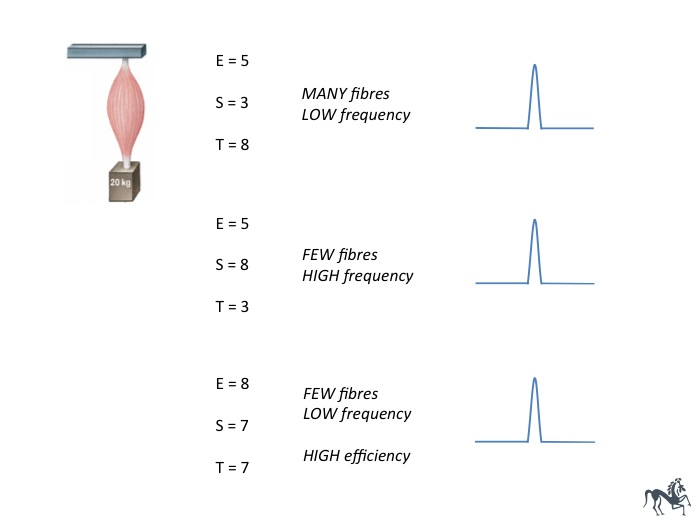 E = 5
S = 3
T = 8
MANY fibres
LOW frequency
20 kg
E = 5
S = 8
T = 3
FEW fibres
HIGH frequency
E = 8
S = 7
T = 7
FEW fibres
LOW frequency
HIGH efficiency